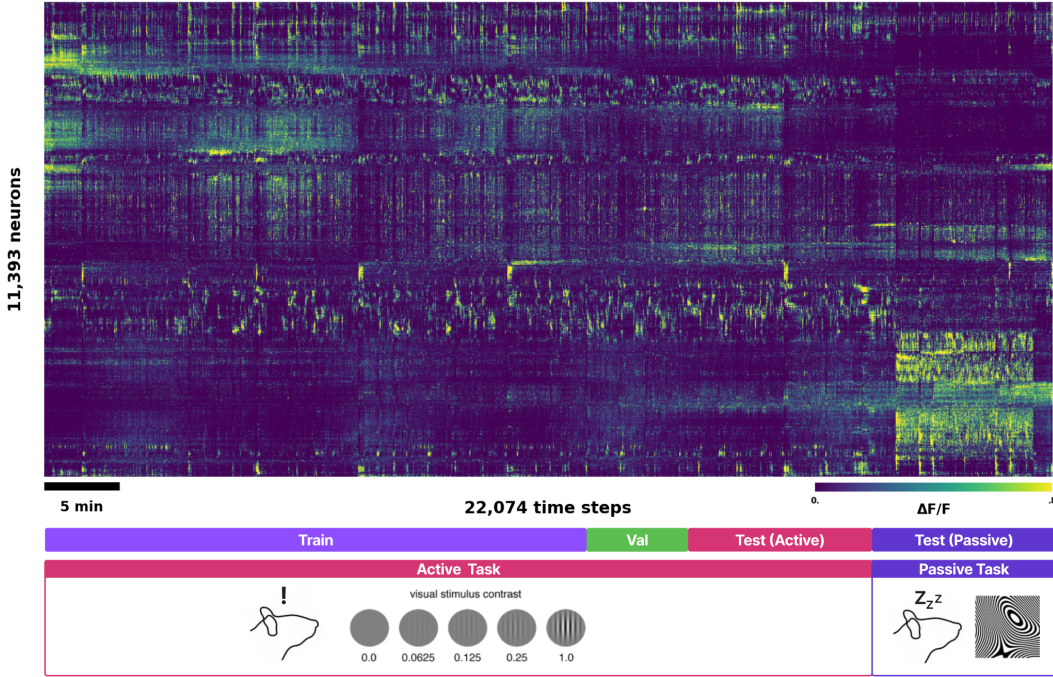 11,393 neurons
5 min
22,074 time steps
0.
ΔF/F
Train
Val
Test (Active)
Test (Passive)
Active Task
Passive Task
!
visual stimulus contrast
0.0
0.0625
0.125
0.25
1.0
Zzz